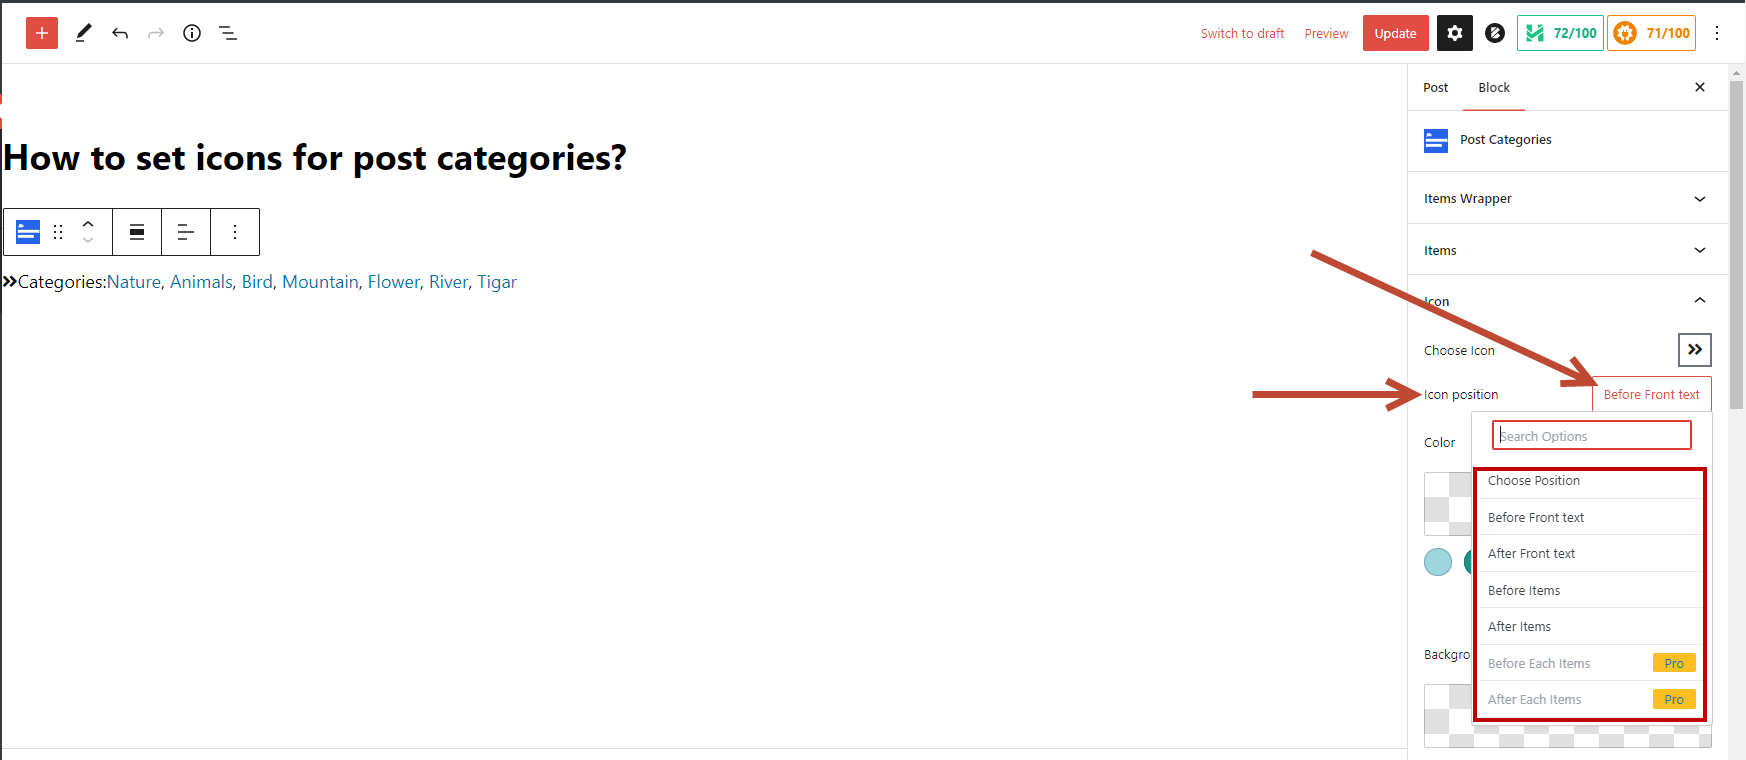 Switch to draft Preview Update 72/100 71/100
Post Block
Post Categories
How to set icons for post categories?
Items Wrapper
Items
»Categories:Nature, Animals, Bird, Mountain, Flower, River, Tigar
Icon
Choose Icon
Icon position Before Front text
Search Options
Color
Choose Position
Before Front text
After Front text
Before Items
After Items
Backgro
Before Each Items Pro
After Each Items Pro